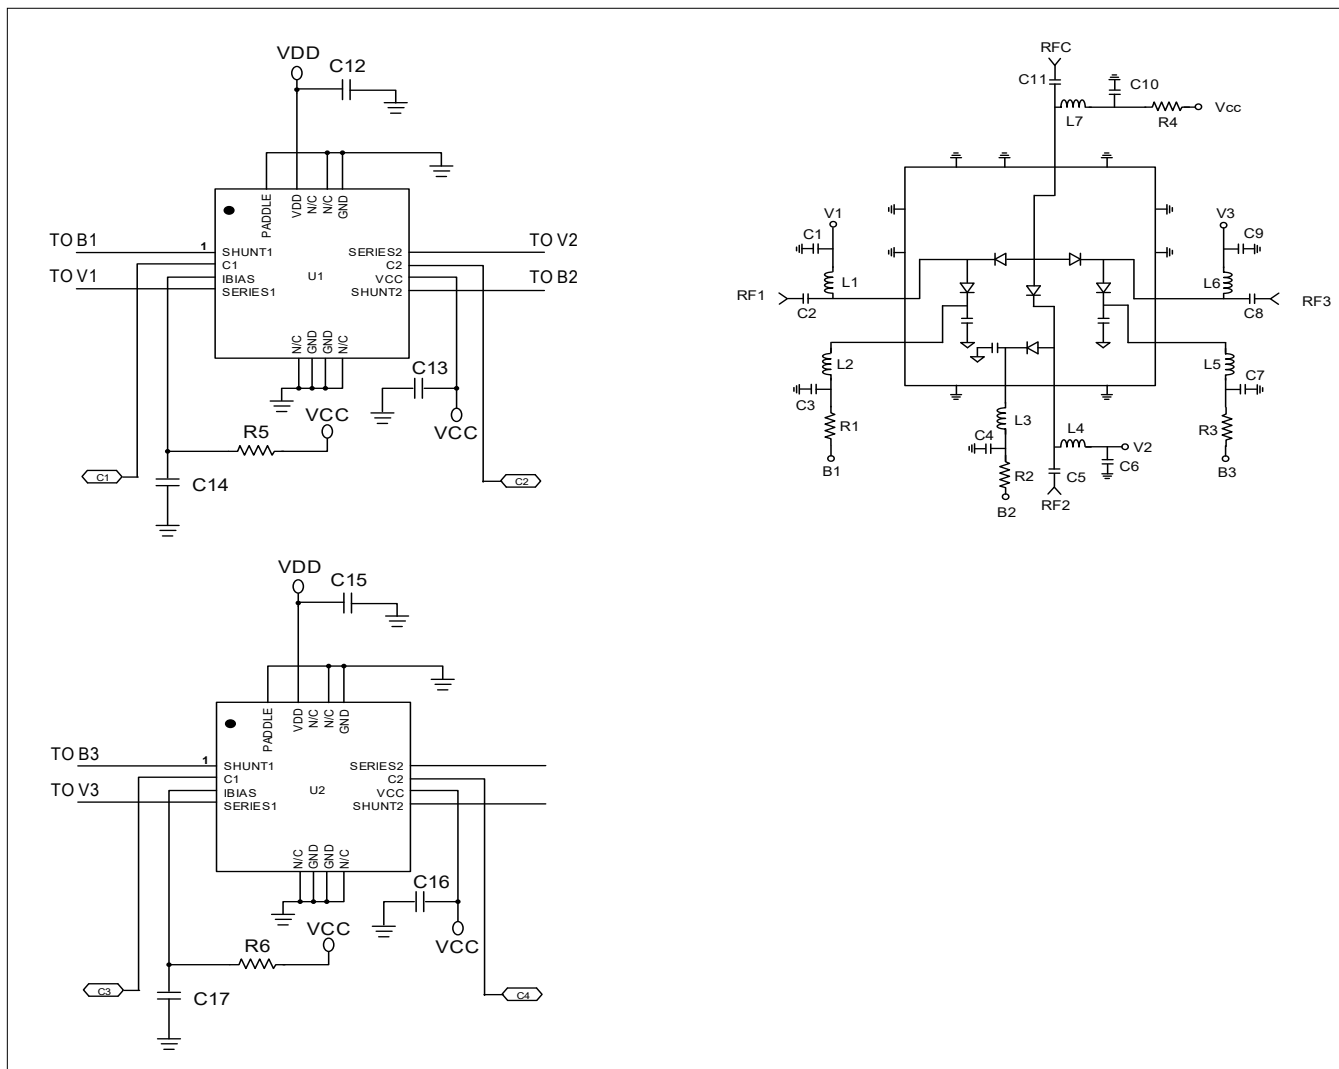 VDD
C12
PADDLE
VDD
N/C
N/C
GND
TO B1
1
SHUNT1
C1
IBIAS
SERIES1
TO V1
U1
SERIES2
C2
VCC
SHUNT2
TO V2
TO B2
N/C
GND
GND
N/C
C13
VCC
VCC
R5
C1
C14
C2
RFC
C11
C10
L7
R4
Vcc
V1
C1
L1
RF1
C2
V3
C9
L6
C8
RF3
L2
C3
R1
B1
L3
C4
R2
B2
L4
V2
C5
C6
RF2
L5
C7
R3
B3
VDD
C15
PADDLE
VDD
N/C
N/C
GND
TO B3
1
SHUNT1
C1
IBIAS
SERIES1
TO V3
U2
SERIES2
C2
VCC
SHUNT2
N/C
GND
GND
N/C
C16
VCC
VCC
R6
C3
C17
C4